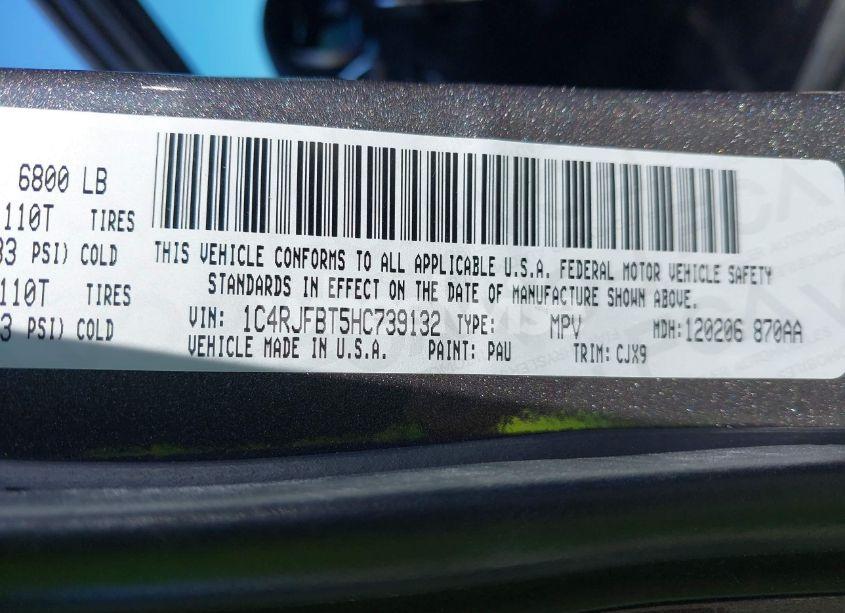 6800 LB
110T TIRES
33 PSI) COLD
110T TIRES
3 PSI) COLD
THIS VEHICLE CONFORMS TO ALL APPLICABLE U.S.A. FEDERAL MOTOR VEHICLE SAFETY
STANDARDS IN EFFECT ON THE DATE OF MANUFACTURE SHOWN ABOVE.
VIN: 1C4RJFBT5HC739132 TYPE: MPV MDH:120206 870AA
VEHICLE MADE IN U.S.A. PAINT: PAU TRIM: CJX9